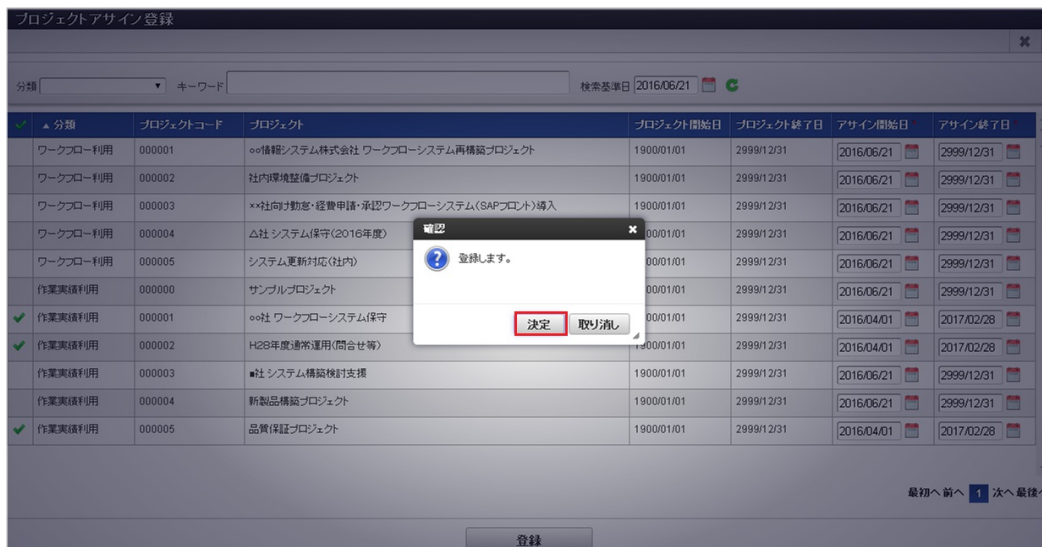 プロジェクトアサイン登録
分類 キーワード 検索基準日 2016/06/21
▲分類 プロジェクトコード プロジェクト プロジェクト開始日 プロジェクト終了日 アサイン開始日* アサイン終了日*
ワークフロー利用 000001 ○○情報システム株式会社 ワークフローシステム再構築プロジェクト 1900/01/01 2999/12/31 2016/06/21 2999/12/31
ワークフロー利用 000002 社内環境整備プロジェクト 1900/01/01 2999/12/31 2016/06/21 2999/12/31
ワークフロー利用 000003 ××社向け勤怠・経費申請・承認ワークフローシステム(SAPフロント)導入 1900/01/01 2999/12/31 2016/06/21 2999/12/31
ワークフロー利用 000004 △社 システム保守(2016年度) 00/01/01 2999/12/31 2016/06/21 2999/12/31
ワークフロー利用 000005 システム更新対応(社内) 00/01/01 2999/12/31 2016/06/21 2999/12/31
作業実績利用 000000 サンプルプロジェクト 00/01/01 2999/12/31 2016/06/21 2999/12/31
作業実績利用 000001 ○○社 ワークフローシステム保守 00/01/01 2999/12/31 2016/04/01 2017/02/28
作業実績利用 000002 H28年度通常運用(問合せ等) 1900/01/01 2999/12/31 2016/04/01 2017/02/28
作業実績利用 000003 ■社 システム構築検討支援 1900/01/01 2999/12/31 2016/06/21 2999/12/31
作業実績利用 000004 新製品構築プロジェクト 1900/01/01 2999/12/31 2016/06/21 2999/12/31
作業実績利用 000005 品質保証プロジェクト 1900/01/01 2999/12/31 2016/04/01 2017/02/28
確認
登録します。
決定 取り消し
最初へ 前へ 1 次へ 最後へ
登録